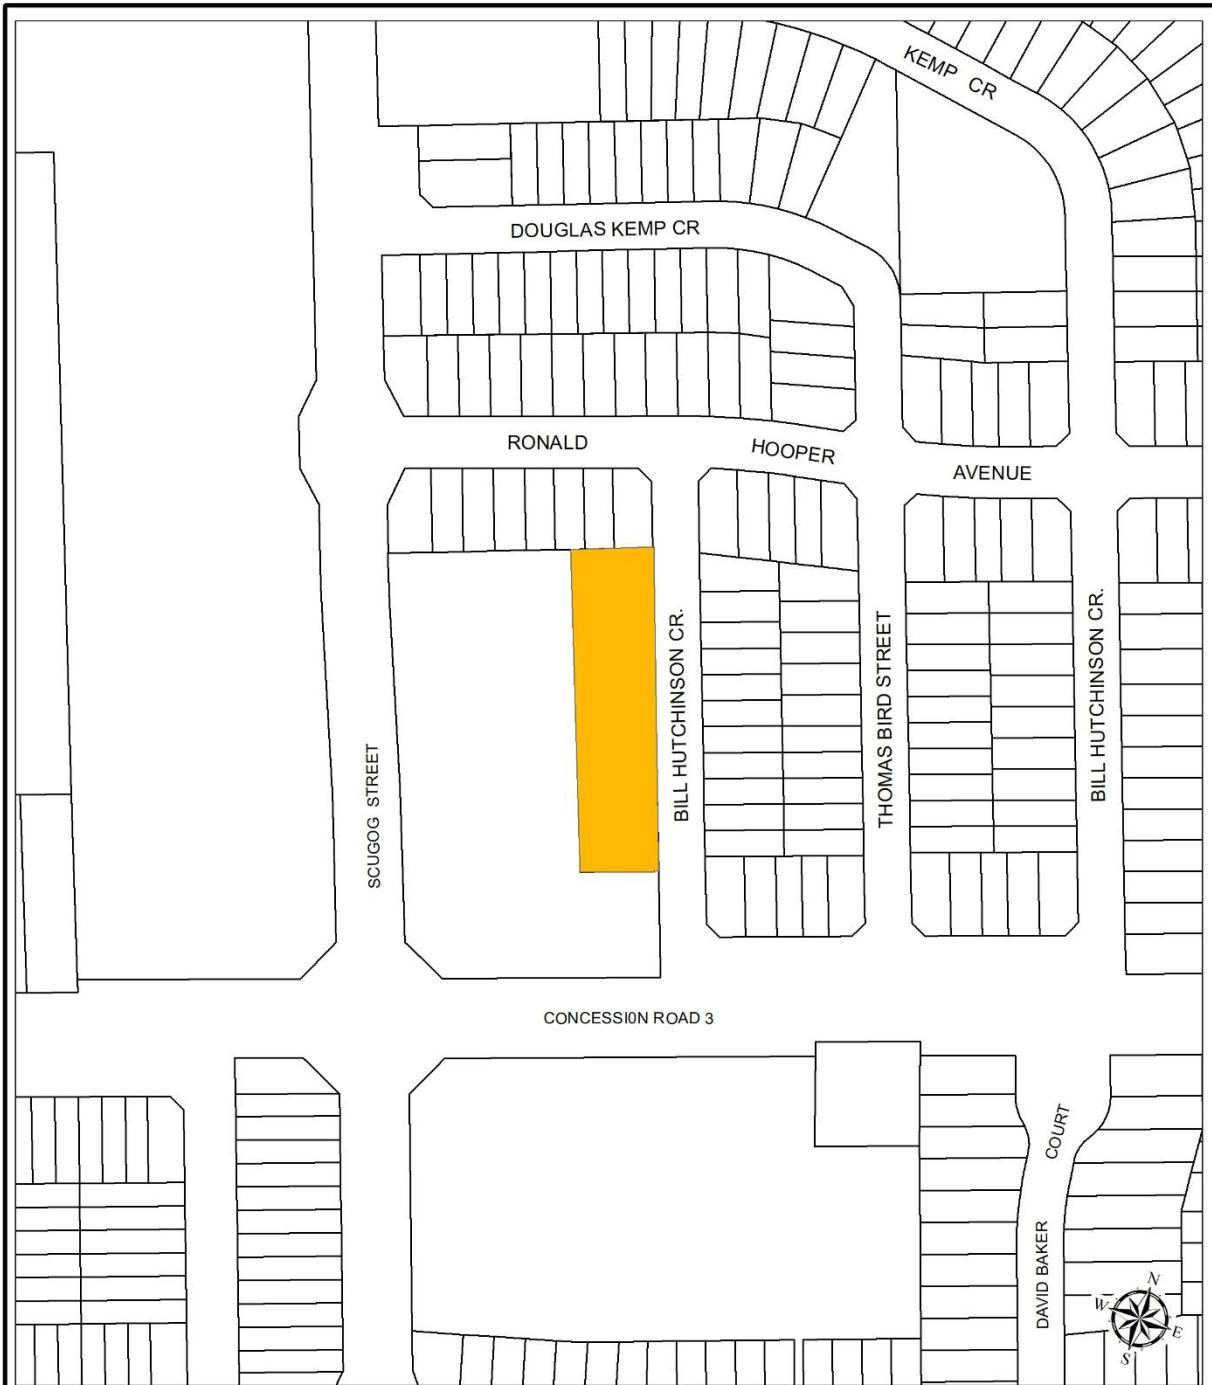 KEMP CR
DOUGLAS KEMP CR
RONALD
HOOPER
AVENUE
BILL HUTCHINSON CR.
THOMAS BIRD STREET
BILL HUTCHINSON CR.
SCUGOG STREET
CONCESSI0N ROAD 3
COURT
DAVID BAKER
N
W
E
S